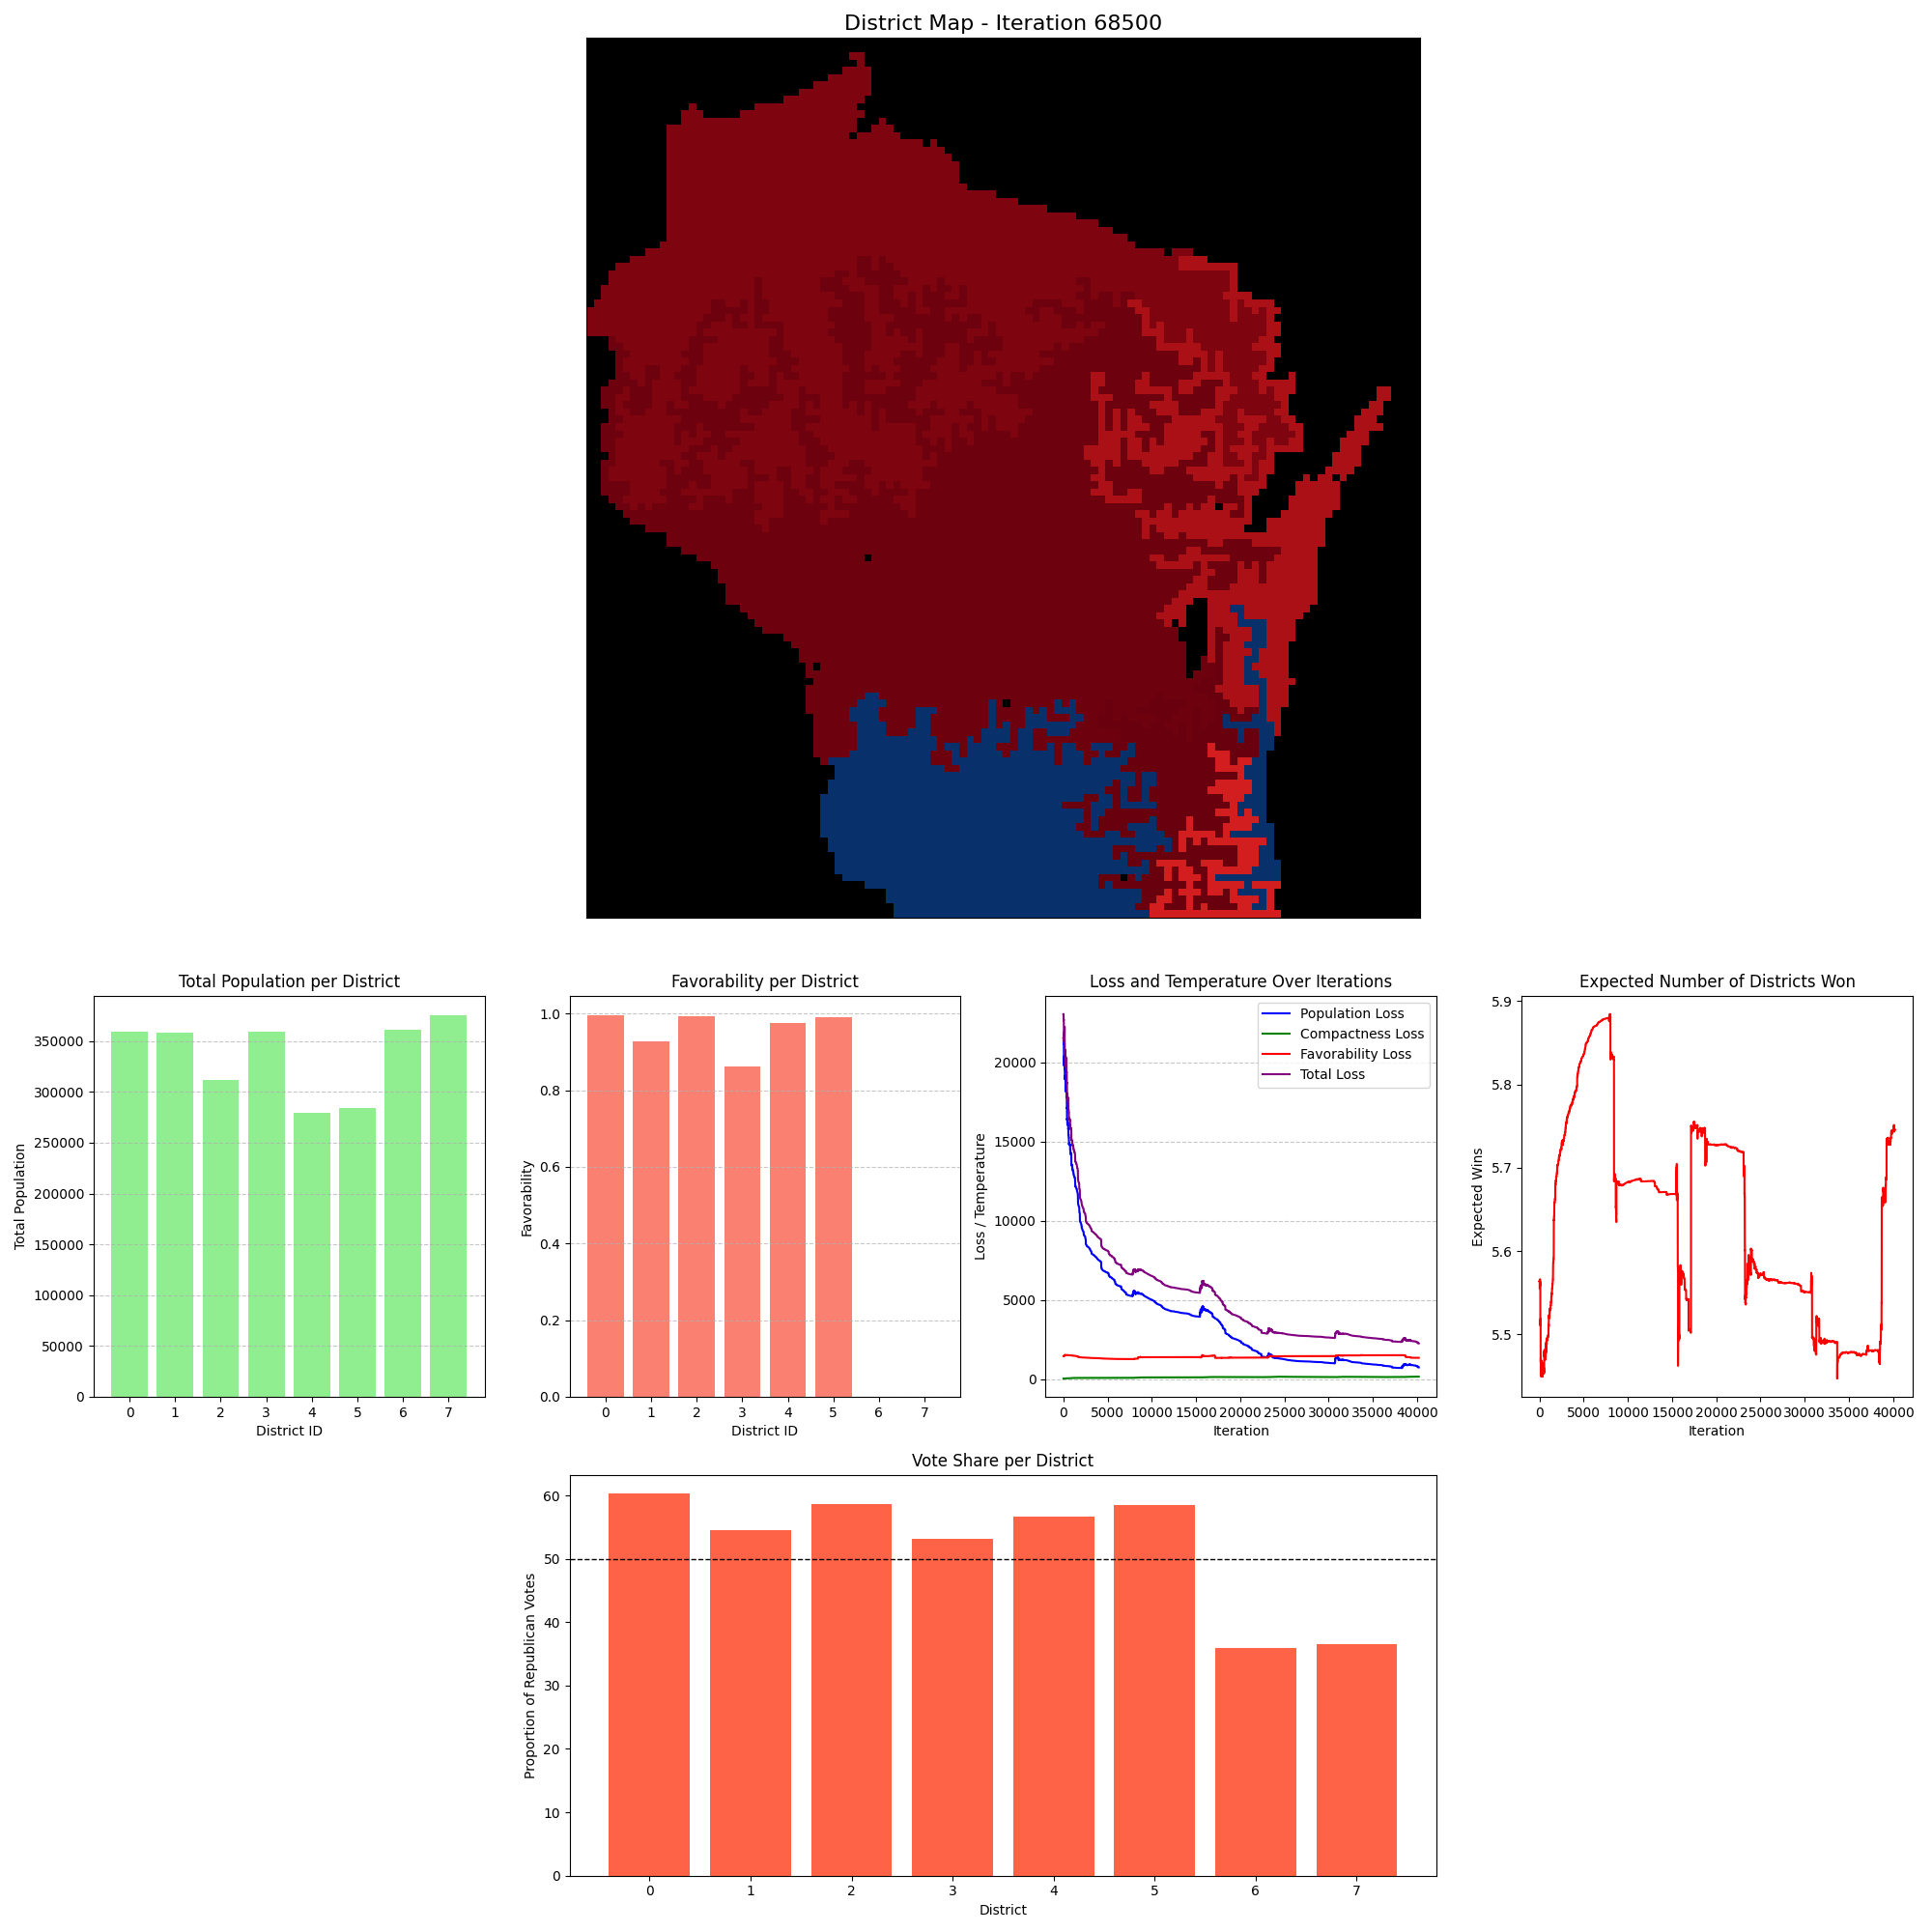 District Map - Iteration 68500
Total Population per District
Total Population
350000
300000
250000
200000
150000
100000
50000
0
0 1 2 3 4 5 6 7
District ID
Favorability per District
Favorability
1.0
0.8
0.6
0.4
0.2
0.0
0 1 2 3 4 5 6 7
District ID
Loss and Temperature Over Iterations
Loss / Temperature
20000
15000
10000
5000
0
Population Loss
Compactness Loss
Favorability Loss
Total Loss
0 5000 10000 15000 20000 25000 30000 35000 40000
Iteration
Expected Number of Districts Won
Expected Wins
5.9
5.8
5.7
5.6
5.5
0 5000 10000 15000 20000 25000 30000 35000 40000
Iteration
Vote Share per District
Proportion of Republican Votes
60
50
40
30
20
10
0
0 1 2 3 4 5 6 7
District